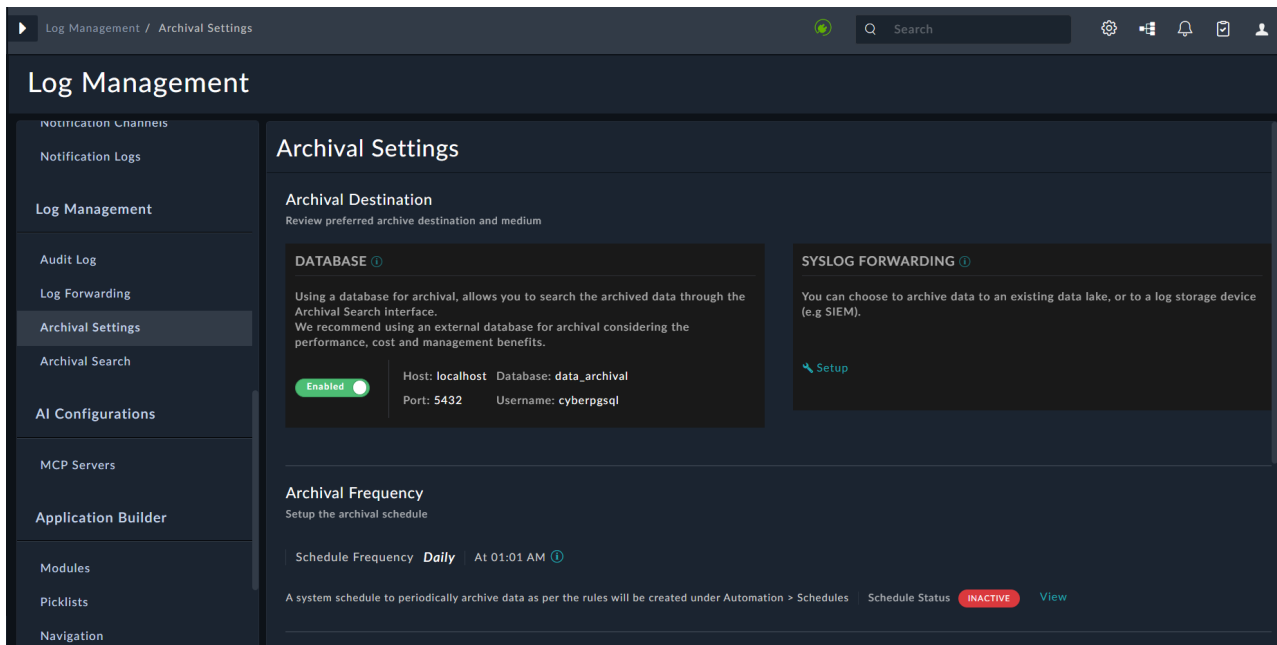 Log Management / Archival Settings
Search
Log Management
Notification Channels
Notification Logs
Log Management
Audit Log
Log Forwarding
Archival Settings
Archival Search
AI Configurations
MCP Servers
Application Builder
Modules
Picklists
Navigation
Archival Settings
Archival Destination
Review preferred archive destination and medium
DATABASE
Using a database for archival, allows you to search the archived data through the
Archival Search interface.
We recommend using an external database for archival considering the
performance, cost and management benefits.
Enabled
Host: localhost Database: data_archival
Port: 5432 Username: cyberpgsql
SYSLOG FORWARDING
You can choose to archive data to an existing data lake, or to a log storage device
(e.g SIEM).
Setup
Archival Frequency
Setup the archival schedule
Schedule Frequency Daily At 01:01 AM
A system schedule to periodically archive data as per the rules will be created under Automation > Schedules Schedule Status INACTIVE View